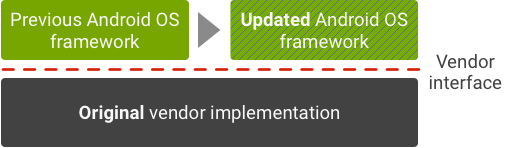 Previous Android OS
framework
Updated Android OS
framework
Vendor
interface
Original vendor implementation